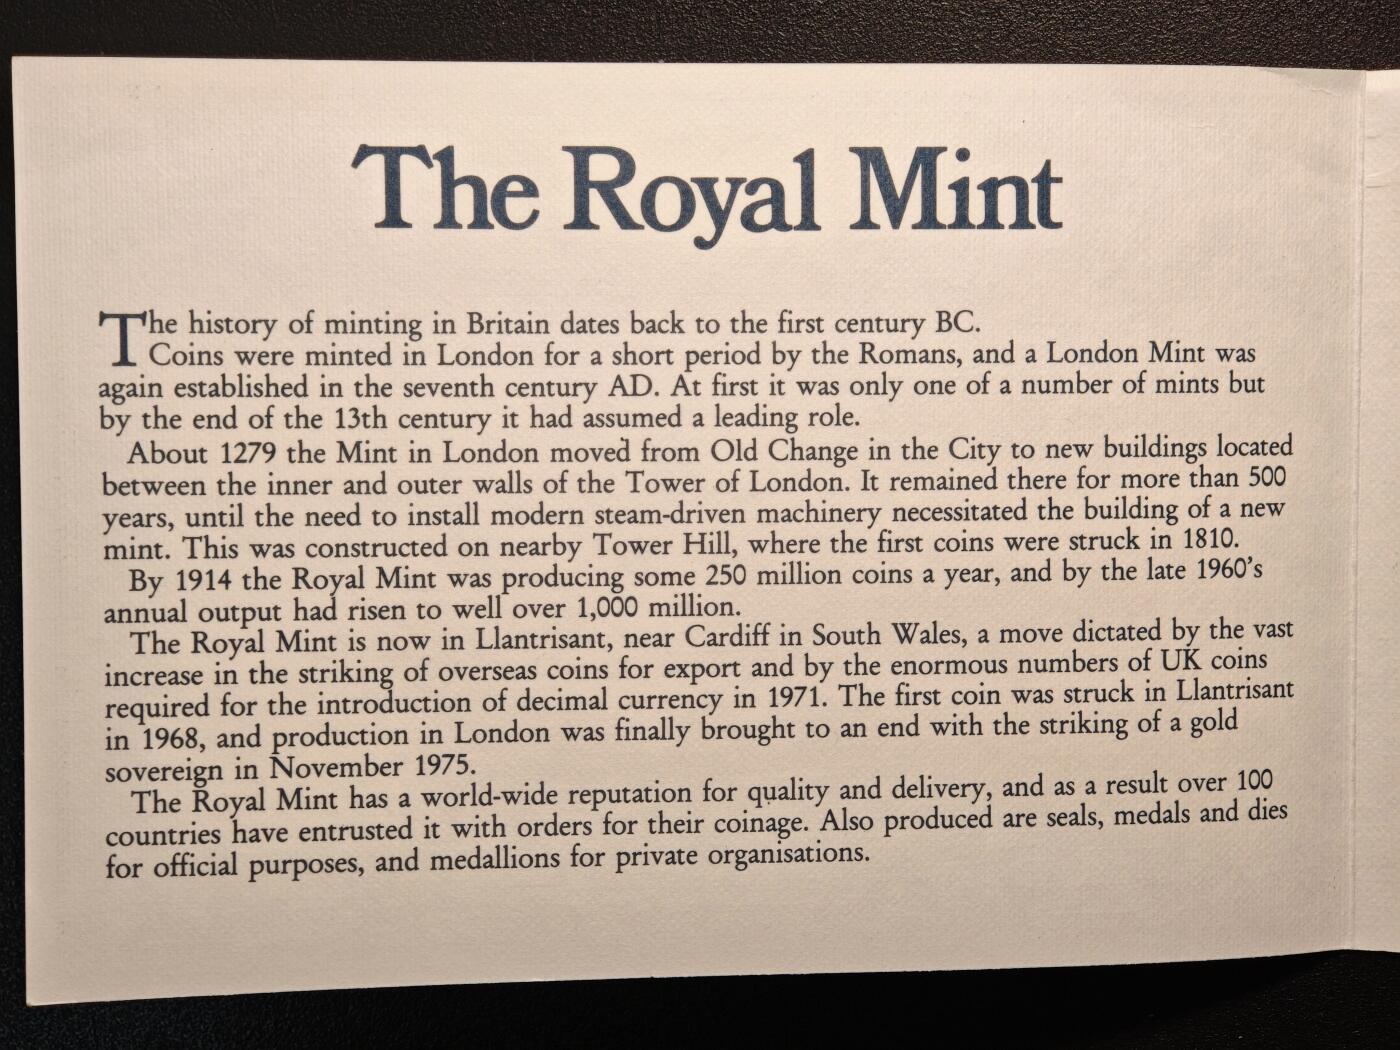 The Royal Mint
The history of minting in Britain dates back to the first century BC.
Coins were minted in London for a short period by the Romans, and a London Mint was
again established in the seventh century AD. At first it was only one of a number of mints but
by the end of the 13th century it had assumed a leading role.
About 1279 the Mint in London moved from Old Change in the City to new buildings located
between the inner and outer walls of the Tower of London. It remained there for more than 500
years, until the need to install modern steam-driven machinery necessitated the building of a new
mint. This was constructed on nearby Tower Hill, where the first coins were struck in 1810.
By 1914 the Royal Mint was producing some 250 million coins a year, and by the late 1960's
annual output had risen to well over 1,000 million.
The Royal Mint is now in Llantrisant, near Cardiff in South Wales, a move dictated by the vast
increase in the striking of overseas coins for export and by the enormous numbers of UK coins
required for the introduction of decimal currency in 1971. The first coin was struck in Llantrisant
in 1968, and production in London was finally brought to an end with the striking of a gold
sovereign in November 1975.
The Royal Mint has a world-wide reputation for quality and delivery, and as a result over 100
countries have entrusted it with orders for their coinage. Also produced are seals, medals and dies
for official purposes, and medallions for private organisations.